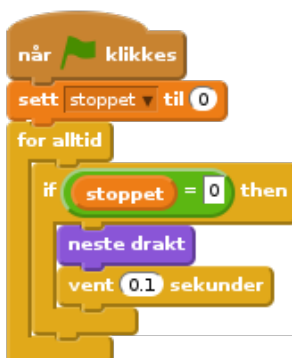 når klikkes
sett stoppet til 0
for alltid
if stoppet = 0 then
neste drakt
vent 0.1 sekunder